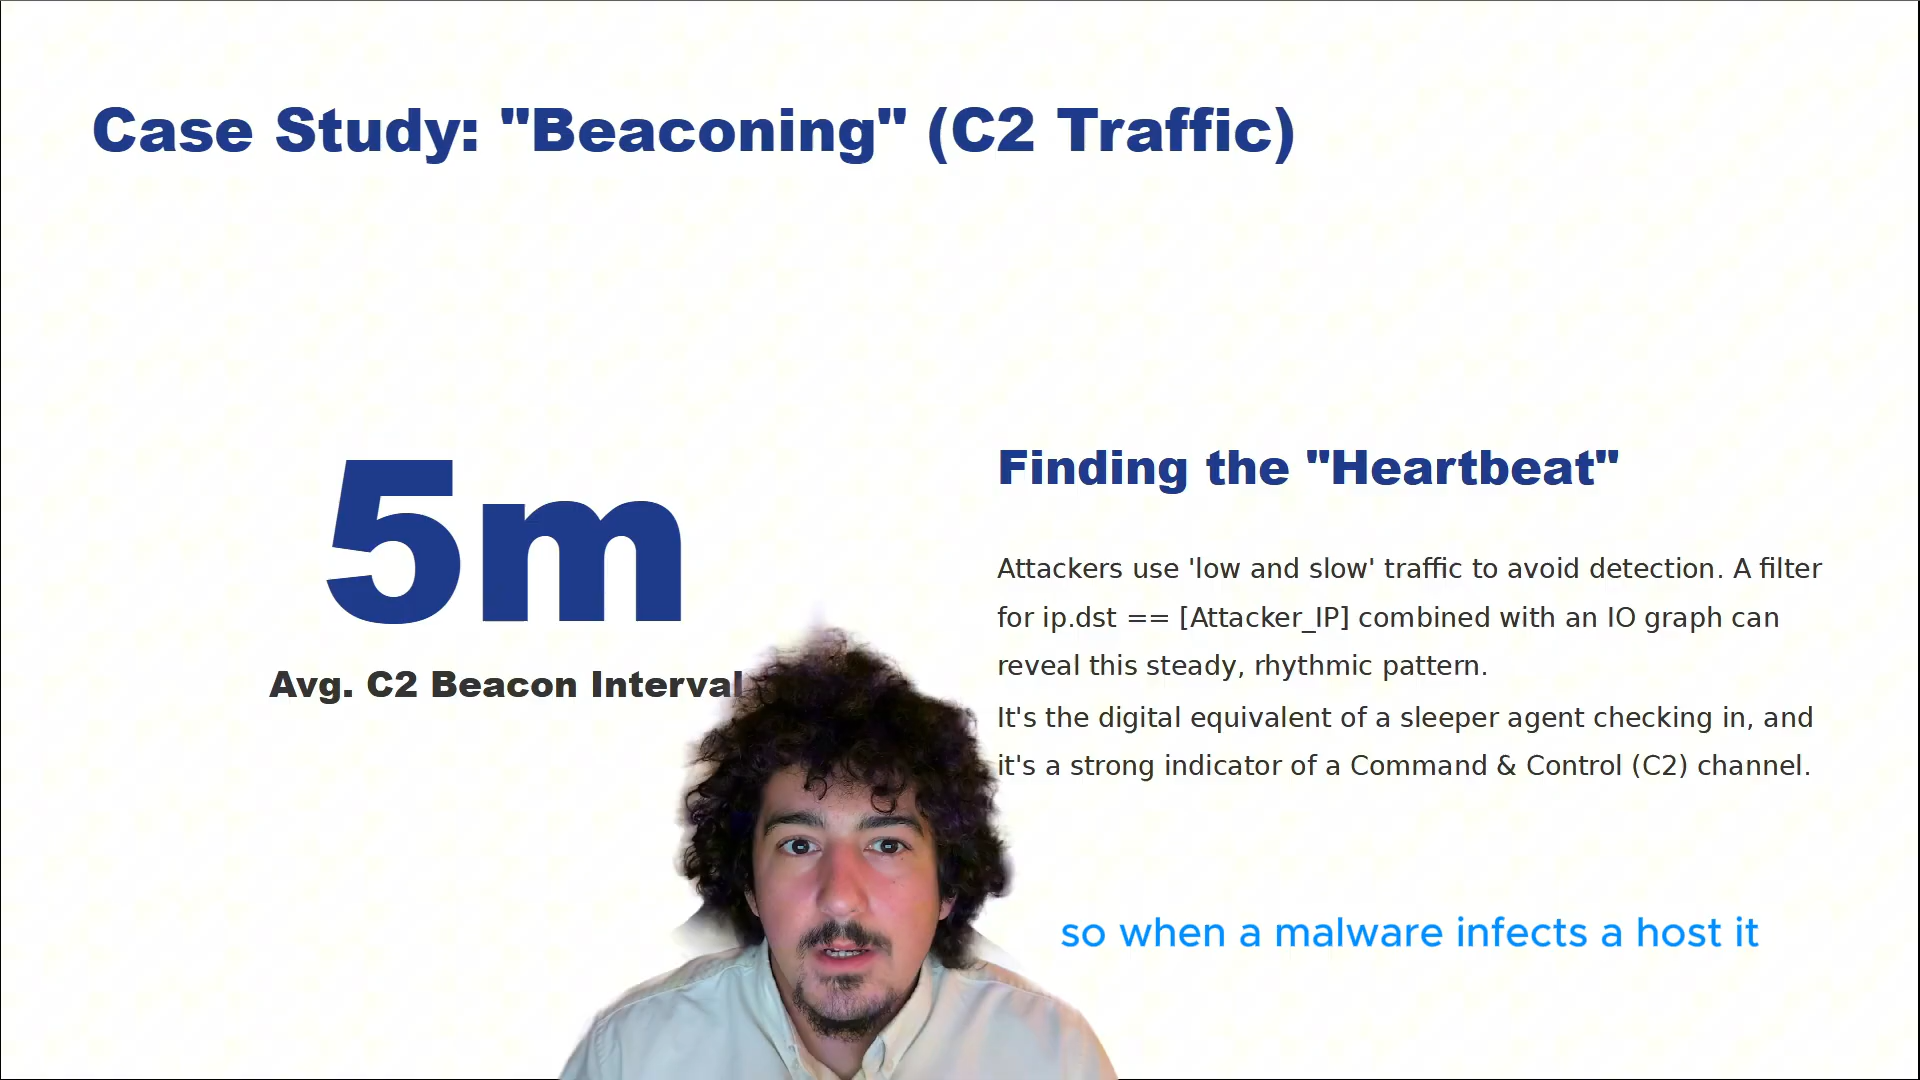 Case Study: "Beaconing" (C2 Traffic)
5m
Avg. C2 Beacon Interval
Finding the "Heartbeat"
Attackers use 'low and slow' traffic to avoid detection. A filter
for ip.dst == [Attacker_IP] combined with an IO graph can
reveal this steady, rhythmic pattern.
It's the digital equivalent of a sleeper agent checking in, and
it's a strong indicator of a Command & Control (C2) channel.
so when a malware infects a host it